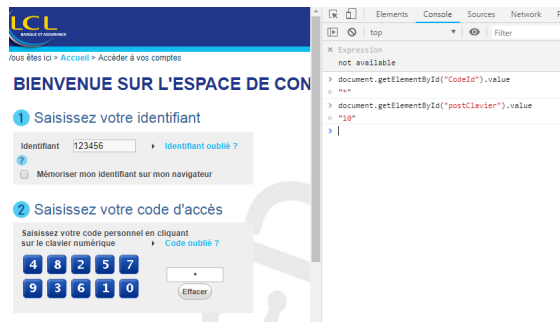 LCL
BANQUE ET ASSURANCE
Vous êtes ici > Accueil > Accéder à vos comptes
BIENVENUE SUR L'ESPACE DE CON
1 Saisissez votre identifiant
Identifiant 123456 Identifiant oublié ?
?
Mémoriser mon identifiant sur mon navigateur
2 Saisissez votre code d'accès
Saisissez votre code personnel en cliquant
sur le clavier numérique Code oublié ?
4 8 2 5 7
9 3 6 1 0
•
Effacer
Elements Console Sources Network
top Filter
× Expression
not available
> document.getElementById("CodeId").value
"*"
> document.getElementById("postClavier").value
"10"
>